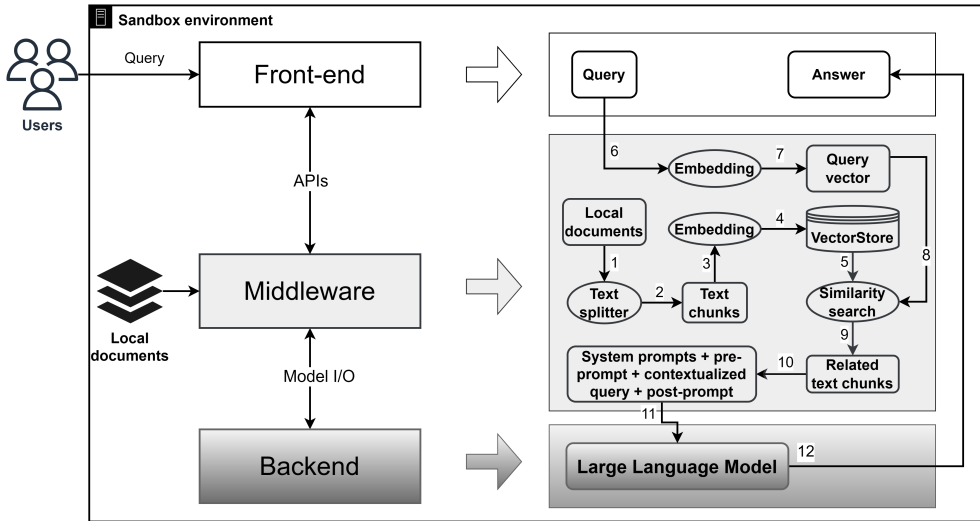 Sandbox environment
Users
Query
Front-end
APIs
Middleware
Local
documents
Model I/O
Backend
Query
Answer
6
Embedding
7
Query
vector
Local
documents
Embedding
4
VectorStore
8
1
3
5
Text
splitter
2
Text
chunks
Similarity
search
9
System prompts + pre-
prompt + contextualized
query + post-prompt
10
Related
text chunks
11
Large Language Model
12